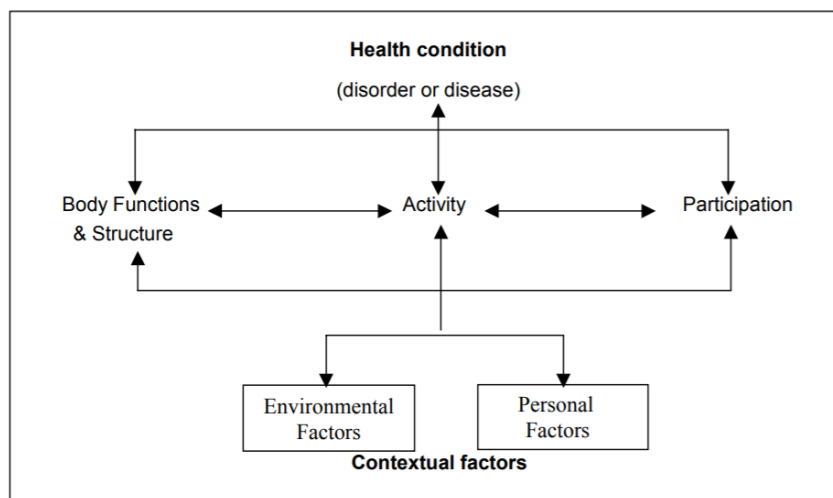 Health condition
(disorder or disease)
Body Functions
& Structure
Activity
Participation
Environmental
Factors
Personal
Factors
Contextual factors